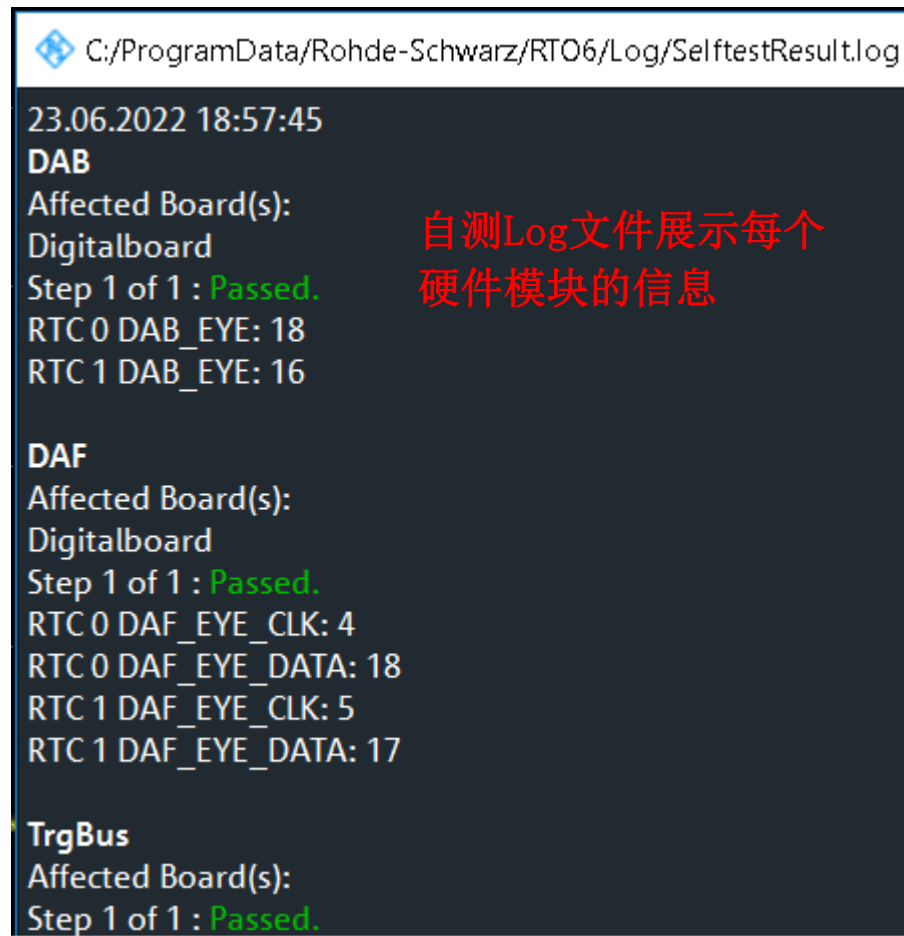 C:/ProgramData/Rohde-Schwarz/RTO6/Log/SelftestResult.log
23.06.2022 18:57:45
DAB
Affected Board(s):
Digitalboard
Step 1 of 1 : Passed.
RTC 0 DAB_EYE: 18
RTC 1 DAB_EYE: 16
自测Log文件展示每个
硬件模块的信息
DAF
Affected Board(s):
Digitalboard
Step 1 of 1 : Passed.
RTC 0 DAF_EYE_CLK: 4
RTC 0 DAF_EYE_DATA: 18
RTC 1 DAF_EYE_CLK: 5
RTC 1 DAF_EYE_DATA: 17
TrgBus
Affected Board(s):
Step 1 of 1 : Passed.